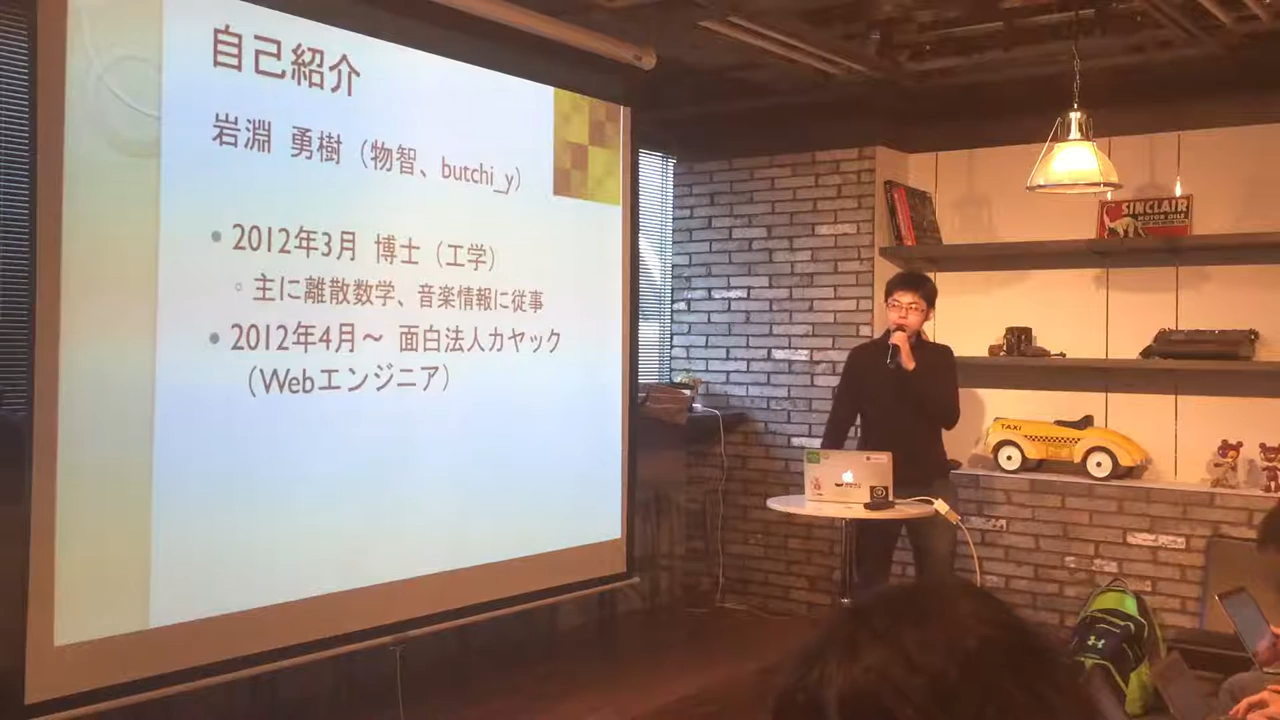 自己紹介
岩淵 勇樹（物智、butchi_y）
• 2012年3月 博士（工学）
◦ 主に離散数学、音楽情報に従事
• 2012年4月～ 面白法人カヤック
（Webエンジニア）
SINCLAIR
MOTOR OILS
TAXI